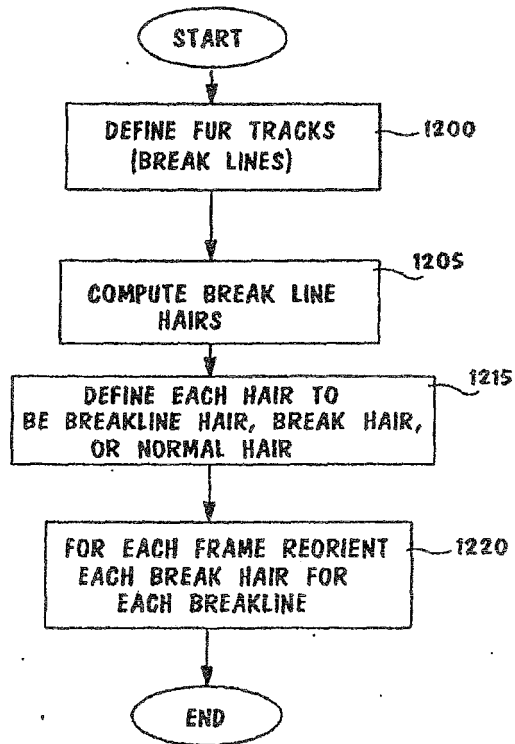 START
DEFINE FUR TRACKS
(BREAK LINES)
1200
COMPUTE BREAK LINE
HAIRS
1205
DEFINE EACH HAIR TO
BE BREAKLINE HAIR, BREAK HAIR,
OR NORMAL HAIR
1215
FOR EACH FRAME REORIENT
EACH BREAK HAIR FOR
EACH BREAKLINE
1220
END